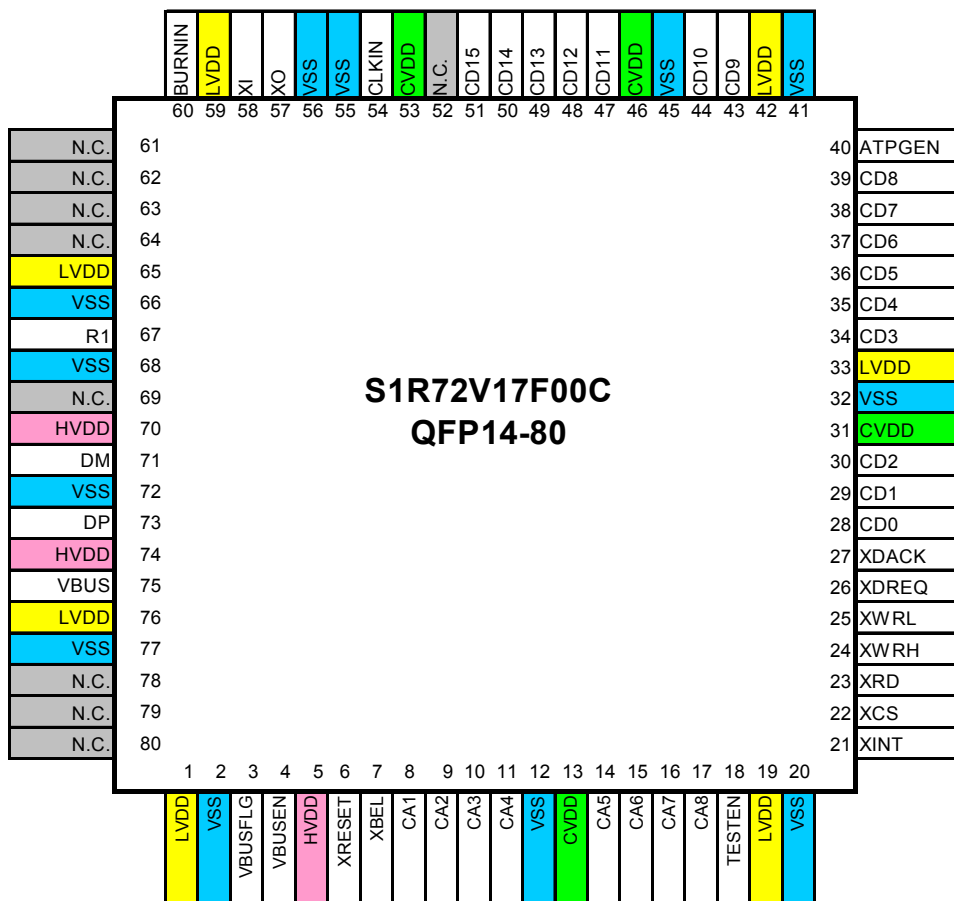 BURNIN LVDD XI XO VSS VSS CLKIN CVDD N.C. CD15 CD14 CD13 CD12 CD11 CVDD VSS CD10 CD9 LVDD VSS
60 59 58 57 56 55 54 53 52 51 50 49 48 47 46 45 44 43 42 41
N.C. 61 40 ATPGEN
N.C. 62 39 CD8
N.C. 63 38 CD7
N.C. 64 37 CD6
LVDD 65 36 CD5
VSS 66 35 CD4
R1 67 34 CD3
VSS 68 33 LVDD
S1R72V17F00C
N.C. 69 32 VSS
QFP14-80
HVDD 70 31 CVDD
DM 71 30 CD2
VSS 72 29 CD1
DP 73 28 CD0
HVDD 74 27 XDACK
VBUS 75 26 XDREQ
LVDD 76 25 XWRL
VSS 77 24 XWRH
N.C. 78 23 XRD
N.C. 79 22 XCS
N.C. 80 21 XINT
1 2 3 4 5 6 7 8 9 10 11 12 13 14 15 16 17 18 19 20
LVDD VSS VBUSFLG VBUSEN HVDD XRESET XBEL CA1 CA2 CA3 CA4 VSS CVDD CA5 CA6 CA7 CA8 TESTEN LVDD VSS